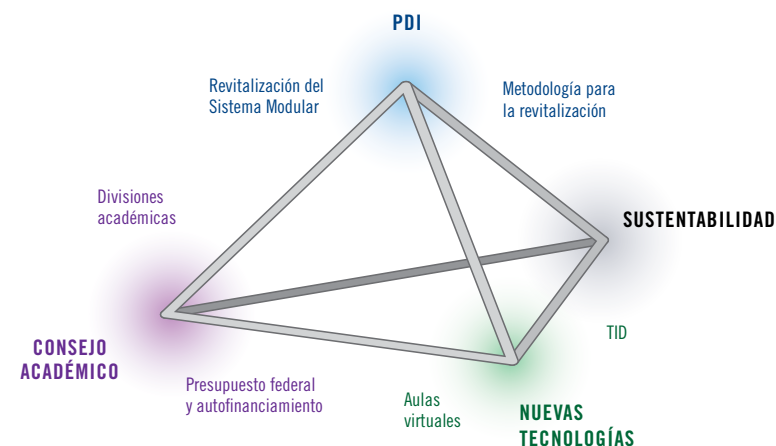 PDI
Revitalización del
Sistema Modular
Metodología para
la revitalización
Divisiones
académicas
SUSTENTABILIDAD
CONSEJO
ACADÉMICO
TID
Presupuesto federal
y autofinanciamiento
Aulas
virtuales
NUEVAS
TECNOLOGÍAS